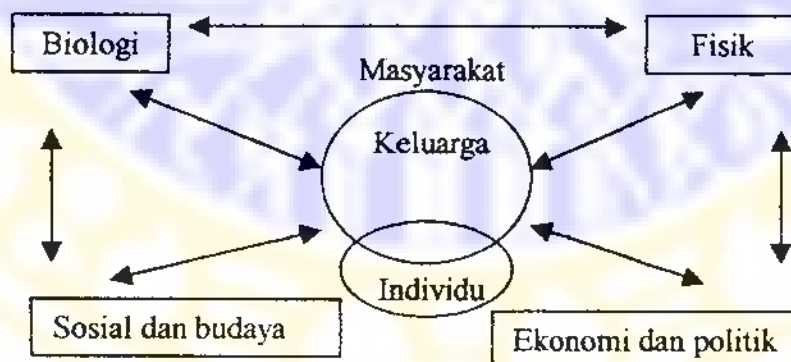 Biologi
Fisik
Masyarakat
Keluarga
Individu
Sosial dan budaya
Ekonomi dan politik